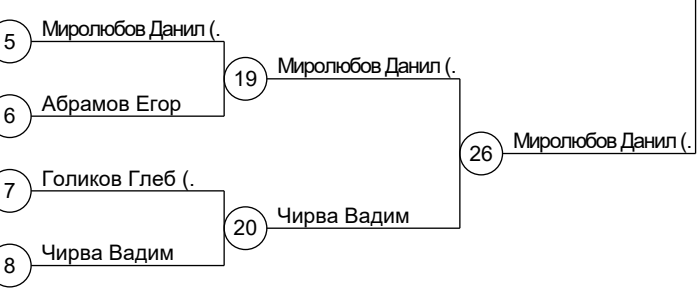 5 Миролюбов Данил (.
19 Миролюбов Данил (.
6 Абрамов Егор
26 Миролюбов Данил (.
7 Голиков Глеб (.
20 Чирва Вадим
8 Чирва Вадим